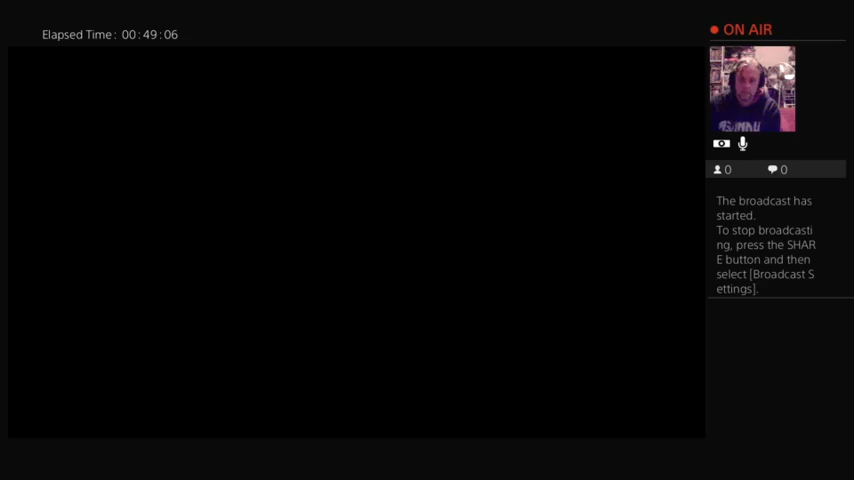 Elapsed Time: 00:49:06
ON AIR
0 0
The broadcast has
started.
To stop broadcasti
ng, press the SHAR
E button and then
select [Broadcast S
ettings].